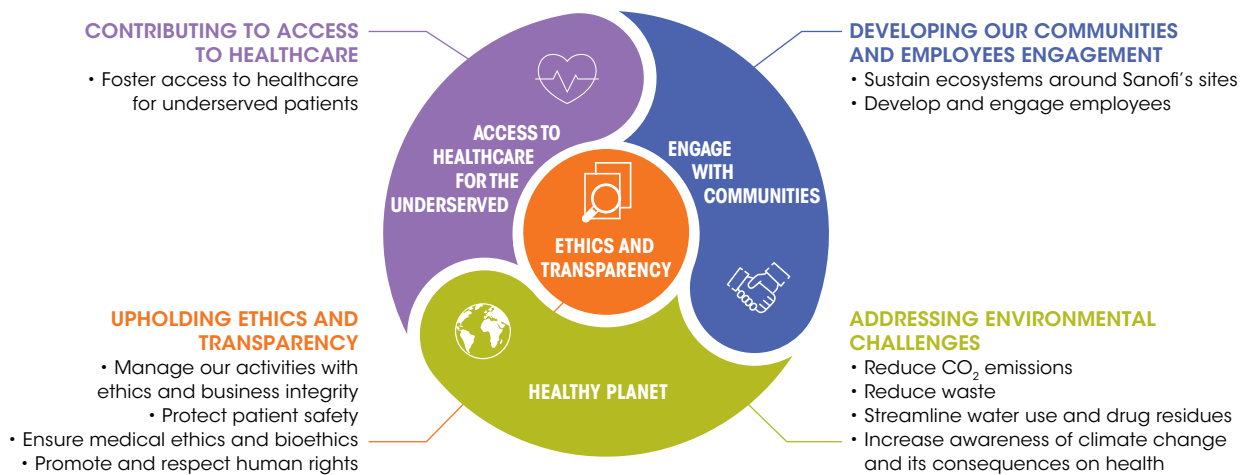 CONTRIBUTING TO ACCESS
TO HEALTHCARE
• Foster access to healthcare
for underserved patients
DEVELOPING OUR COMMUNITIES
AND EMPLOYEES ENGAGEMENT
• Sustain ecosystems around Sanofi's sites
• Develop and engage employees
ACCESS TO
HEALTHCARE
FOR THE
UNDERSERVED
ENGAGE
WITH
COMMUNITIES
ETHICS AND
TRANSPARENCY
HEALTHY PLANET
UPHOLDING ETHICS AND
TRANSPARENCY
• Manage our activities with
ethics and business integrity
• Protect patient safety
• Ensure medical ethics and bioethics
• Promote and respect human rights
ADDRESSING ENVIRONMENTAL
CHALLENGES
• Reduce CO₂ emissions
• Reduce waste
• Streamline water use and drug residues
• Increase awareness of climate change
and its consequences on health